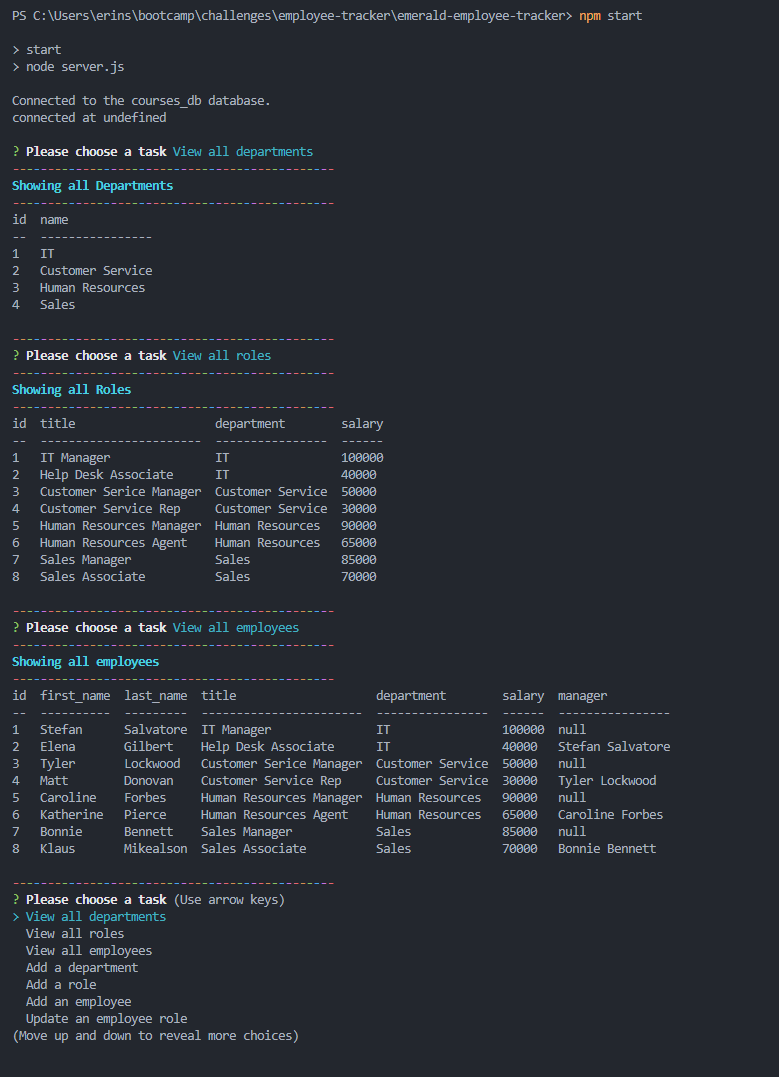 PS C:\Users\erins\bootcamp\challenges\employee-tracker\emerald-employee-tracker> npm start
> start
> node server.js
Connected to the courses_db database.
connected at undefined
? Please choose a task View all departments
----------------------------------------------
Showing all Departments
----------------------------------------------
id  name
--  ----------------
1   IT
2   Customer Service
3   Human Resources
4   Sales
----------------------------------------------
? Please choose a task View all roles
----------------------------------------------
Showing all Roles
----------------------------------------------
id  title                    department        salary
--  -----------------------  ----------------  ------
1   IT Manager               IT                100000
2   Help Desk Associate      IT                40000
3   Customer Serice Manager  Customer Service  50000
4   Customer Service Rep     Customer Service  30000
5   Human Resources Manager  Human Resources   90000
6   Human Resources Agent    Human Resources   65000
7   Sales Manager            Sales             85000
8   Sales Associate          Sales             70000
----------------------------------------------
? Please choose a task View all employees
----------------------------------------------
Showing all employees
----------------------------------------------
id  first_name  last_name  title                    department        salary  manager
--  ----------  ---------  -----------------------  ----------------  ------  ----------------
1   Stefan      Salvatore  IT Manager               IT                100000  null
2   Elena       Gilbert    Help Desk Associate      IT                40000   Stefan Salvatore
3   Tyler       Lockwood   Customer Serice Manager  Customer Service  50000   null
4   Matt        Donovan    Customer Service Rep     Customer Service  30000   Tyler Lockwood
5   Caroline    Forbes     Human Resources Manager  Human Resources   90000   null
6   Katherine   Pierce     Human Resources Agent    Human Resources   65000   Caroline Forbes
7   Bonnie      Bennett    Sales Manager            Sales             85000   null
8   Klaus       Mikealson  Sales Associate          Sales             70000   Bonnie Bennett
----------------------------------------------
? Please choose a task (Use arrow keys)
> View all departments
  View all roles
  View all employees
  Add a department
  Add a role
  Add an employee
  Update an employee role
(Move up and down to reveal more choices)